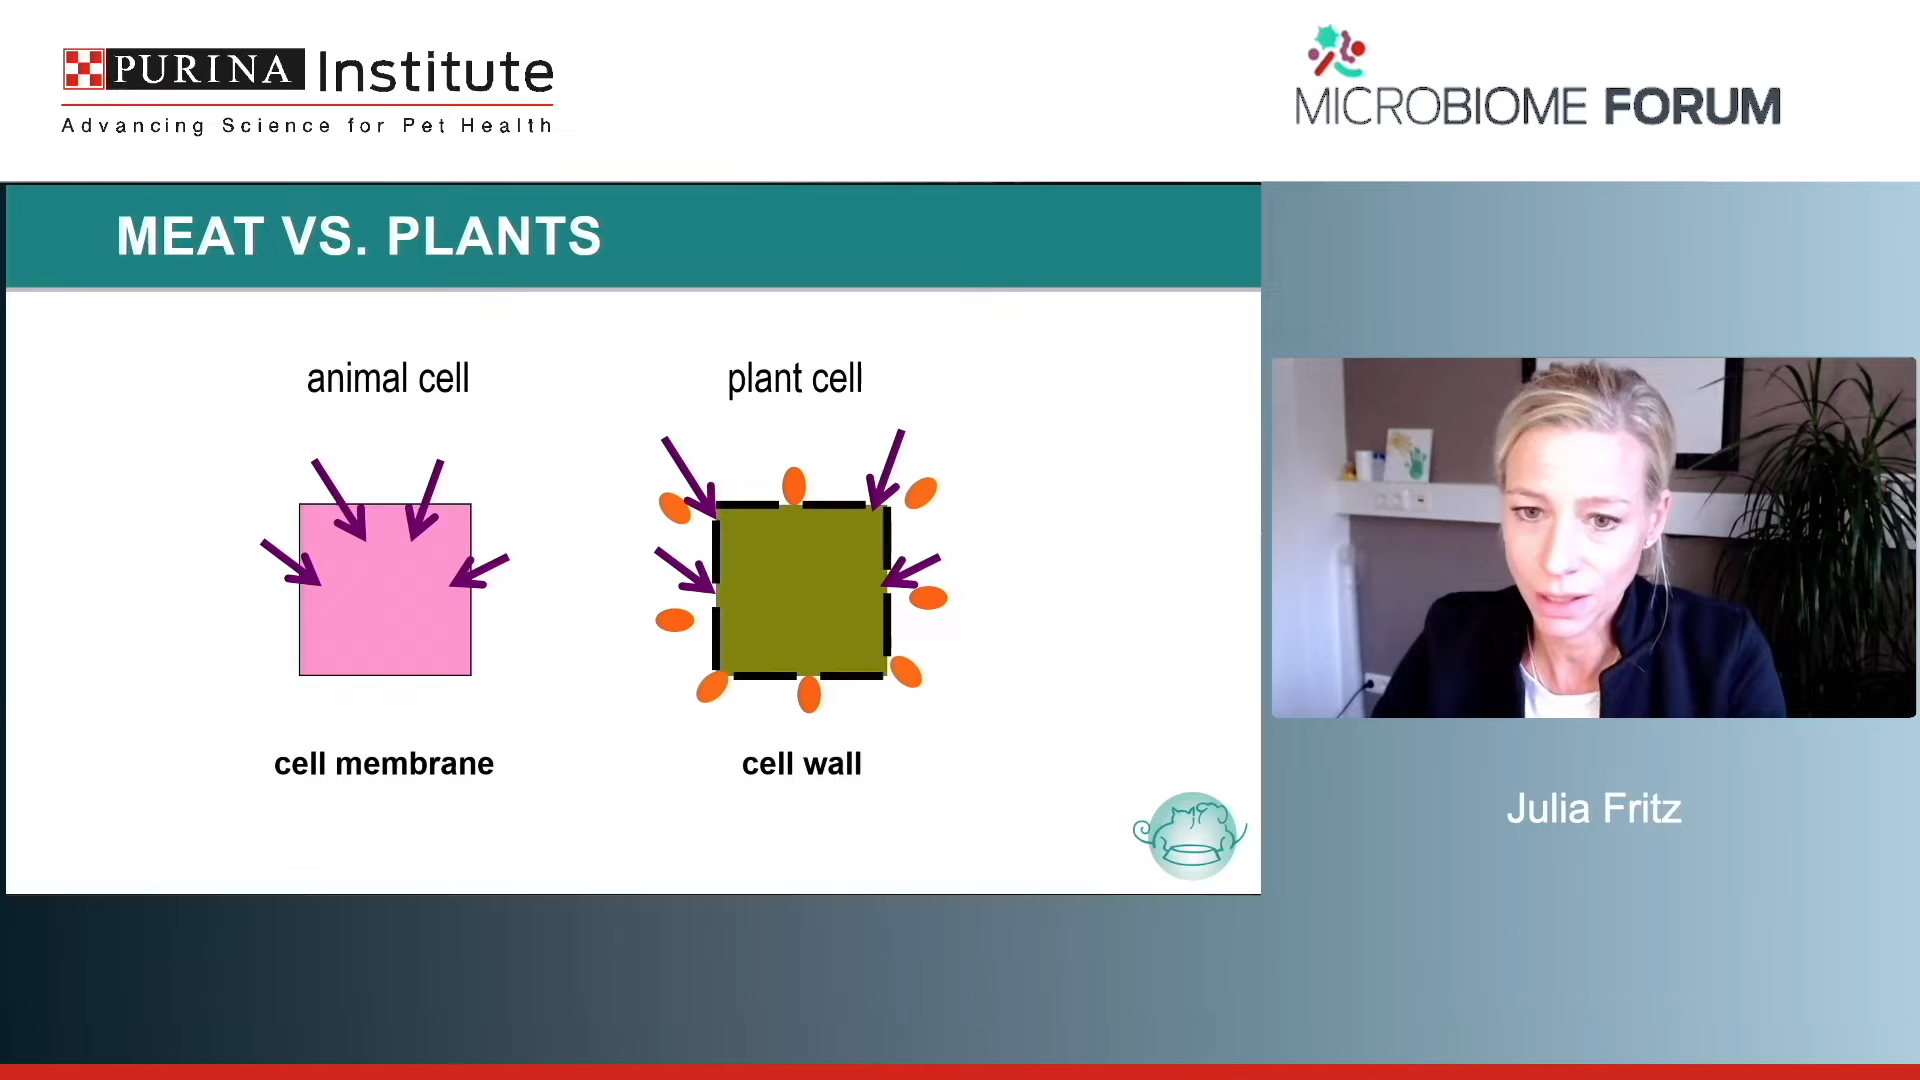 PURINA Institute
Advancing Science for Pet Health
MICROBIOME FORUM
MEAT VS. PLANTS
animal cell
plant cell
cell membrane
cell wall
Julia Fritz